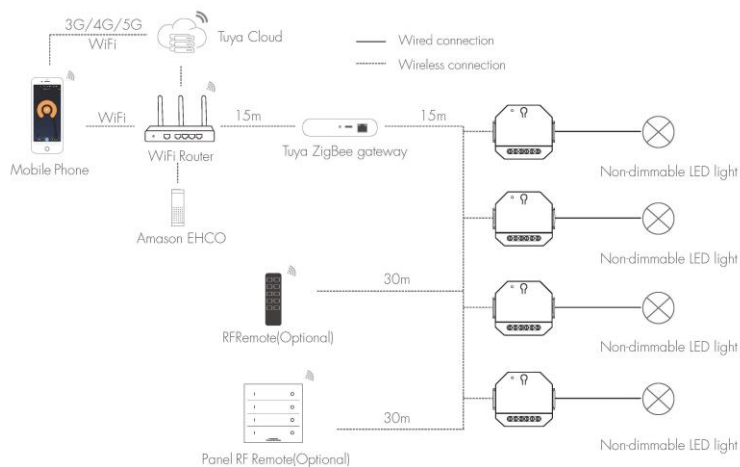 3G/4G/5G
WiFi
Tuya Cloud
Wired connection
Wireless connection
WiFi
15m
15m
Mobile Phone
WiFi Router
Tuya ZigBee gateway
Non-dimmable LED light
Amason EHCO
Non-dimmable LED light
30m
RFRemote(Optional)
Non-dimmable LED light
30m
Panel RF Remote(Optional)
Non-dimmable LED light